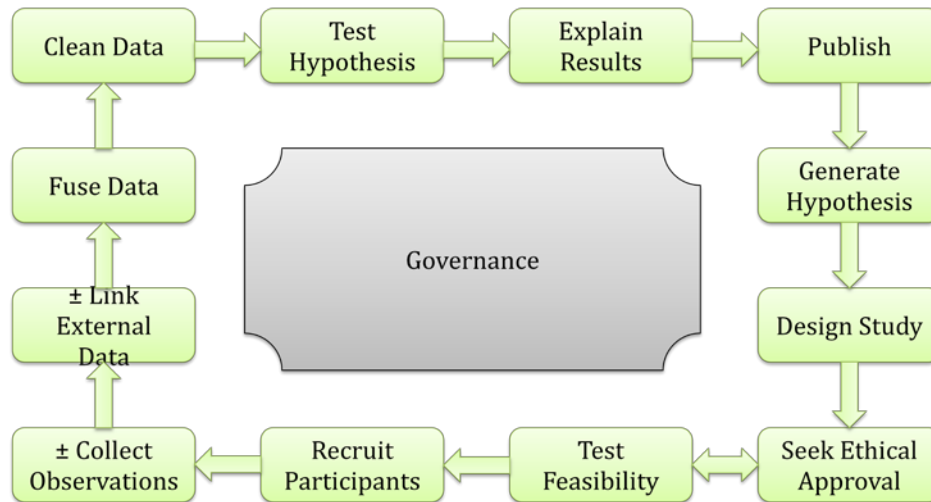 Clean Data
Test
Hypothesis
Explain
Results
Publish
Fuse Data
Generate
Hypothesis
Governance
± Link
External
Data
Design Study
± Collect
Observations
Recruit
Participants
Test
Feasibility
Seek Ethical
Approval